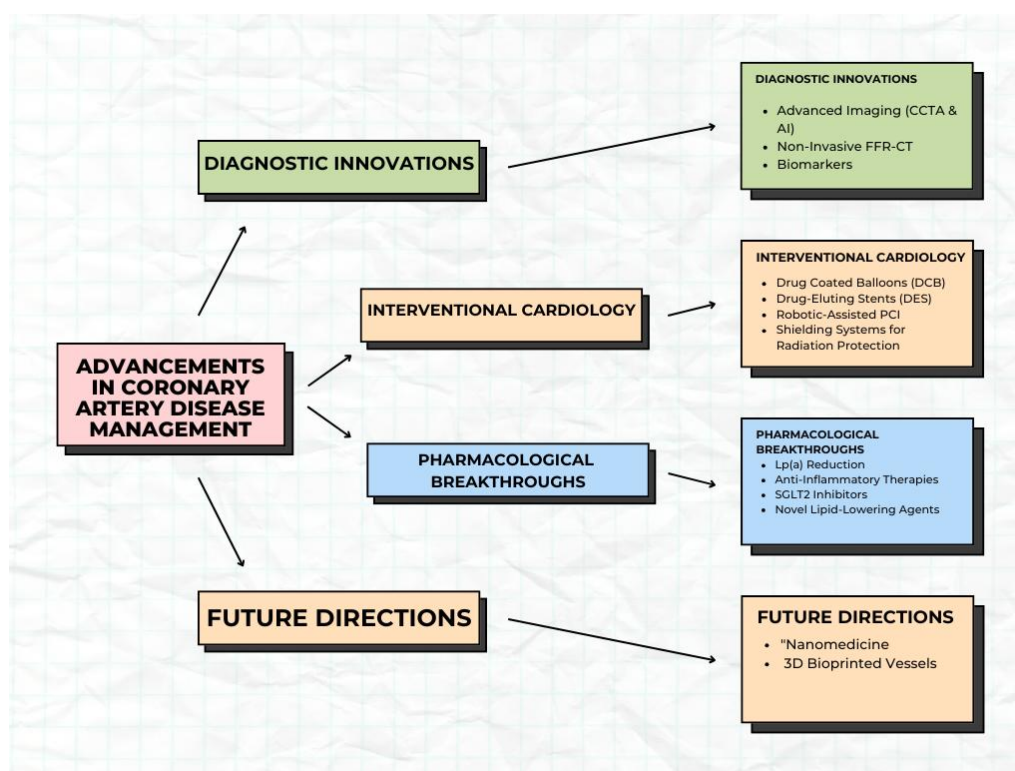 DIAGNOSTIC INNOVATIONS
• Advanced Imaging (CCTA &
AI)
• Non-Invasive FFR-CT
• Biomarkers
DIAGNOSTIC INNOVATIONS
INTERVENTIONAL CARDIOLOGY
• Drug Coated Balloons (DCB)
• Drug-Eluting Stents (DES)
• Robotic-Assisted PCI
• Shielding Systems for
Radiation Protection
INTERVENTIONAL CARDIOLOGY
ADVANCEMENTS
IN CORONARY
ARTERY DISEASE
MANAGEMENT
PHARMACOLOGICAL
BREAKTHROUGHS
PHARMACOLOGICAL
BREAKTHROUGHS
• Lp(a) Reduction
• Anti-Inflammatory Therapies
• SGLT2 Inhibitors
• Novel Lipid-Lowering Agents
FUTURE DIRECTIONS
FUTURE DIRECTIONS
• "Nanomedicine
• 3D Bioprinted Vessels